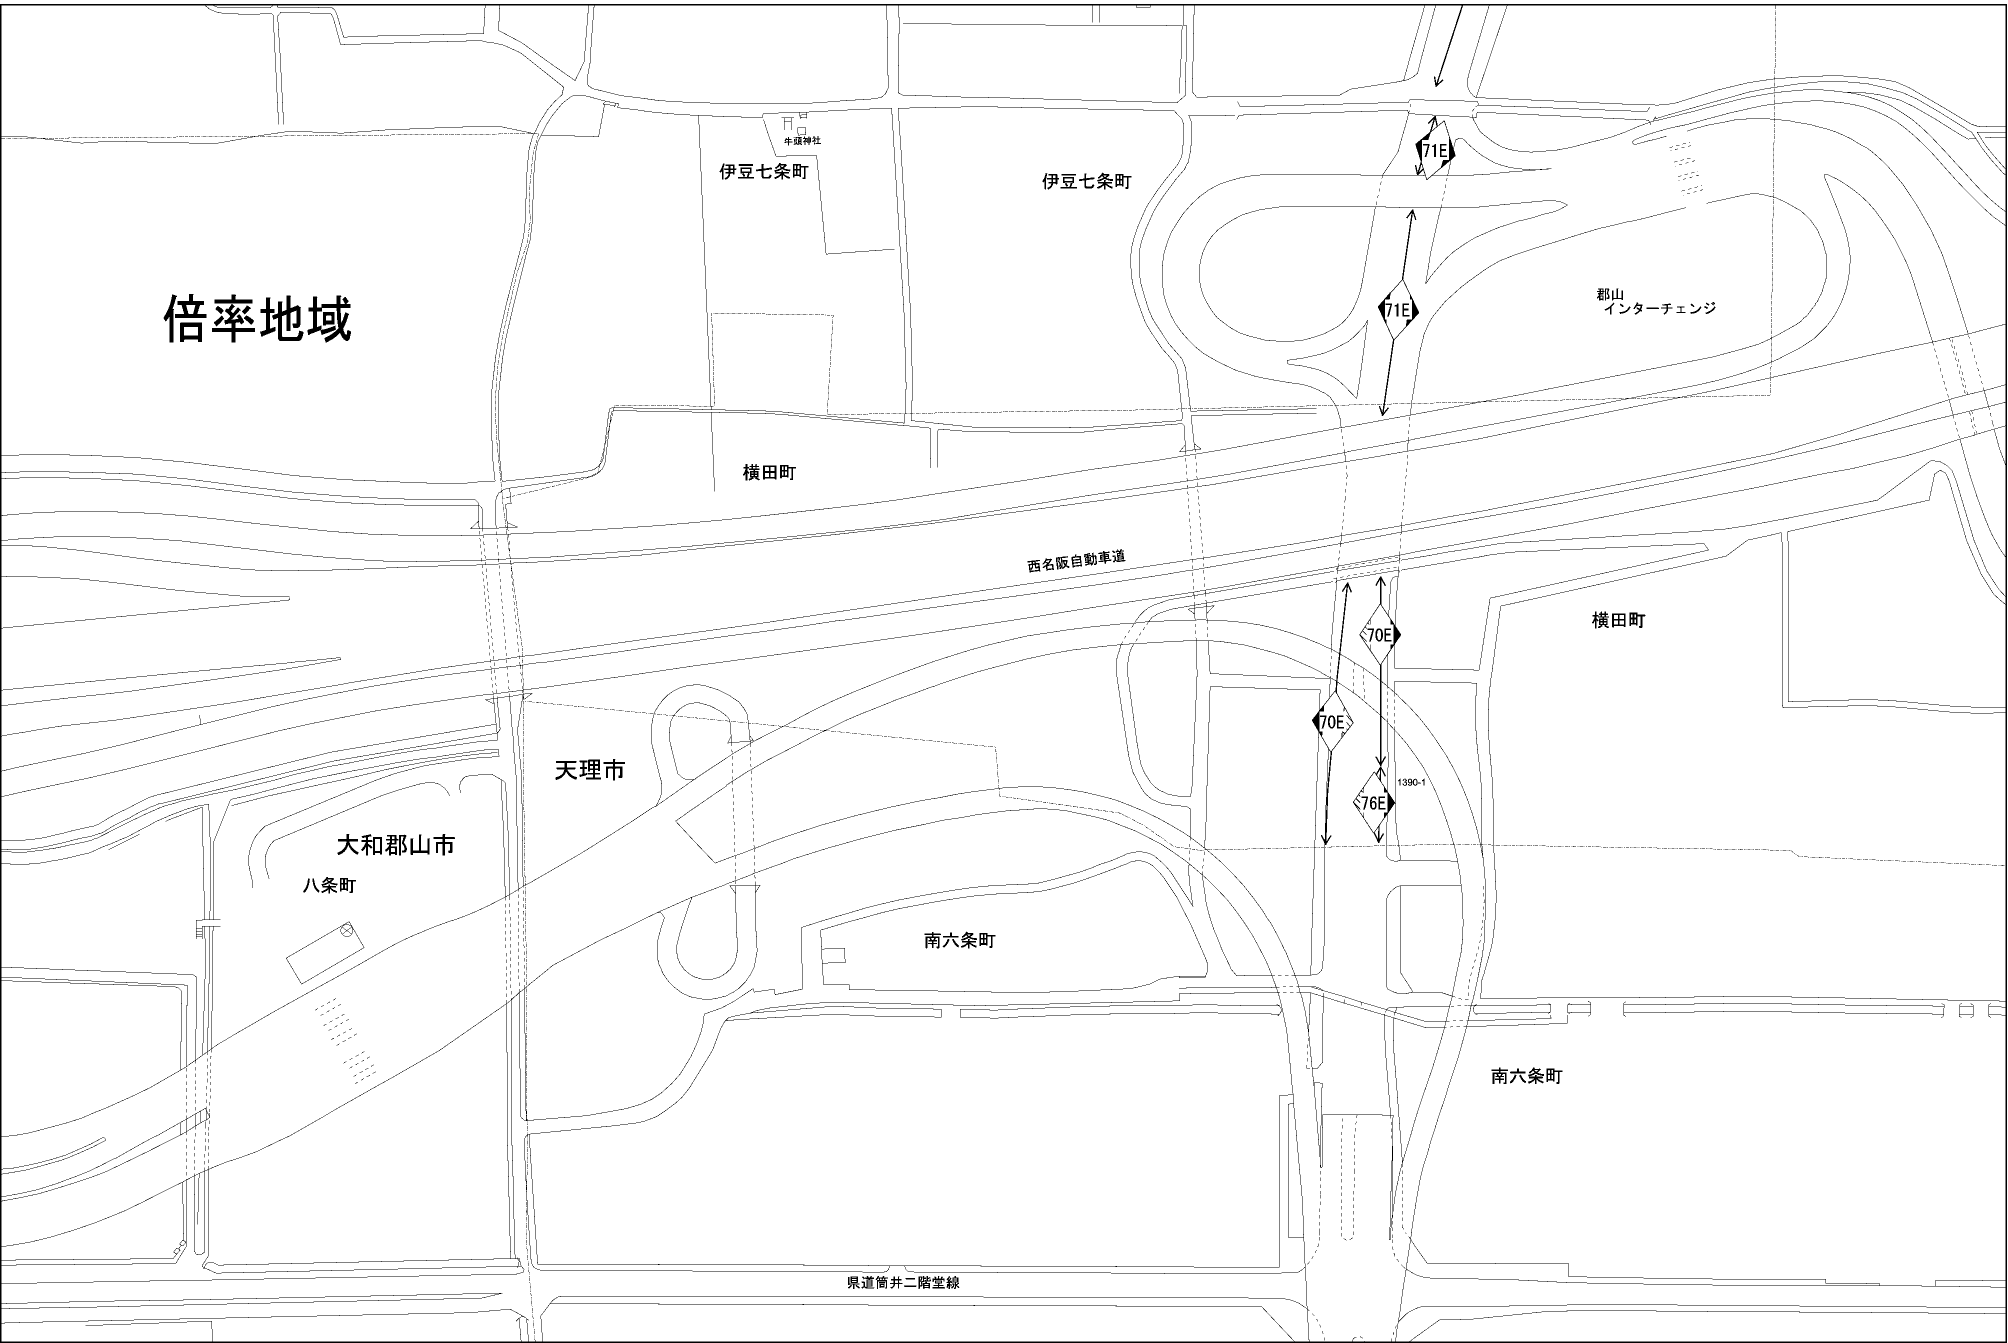 牛頭神社
71E
伊豆七条町
伊豆七条町
郡山
インターチェンジ
71E
倍率地域
横田町
西名阪自動車道
横田町
70E
70E
天理市
1390-1
76E
大和郡山市
八条町
南六条町
南六条町
県道筒井二階堂線